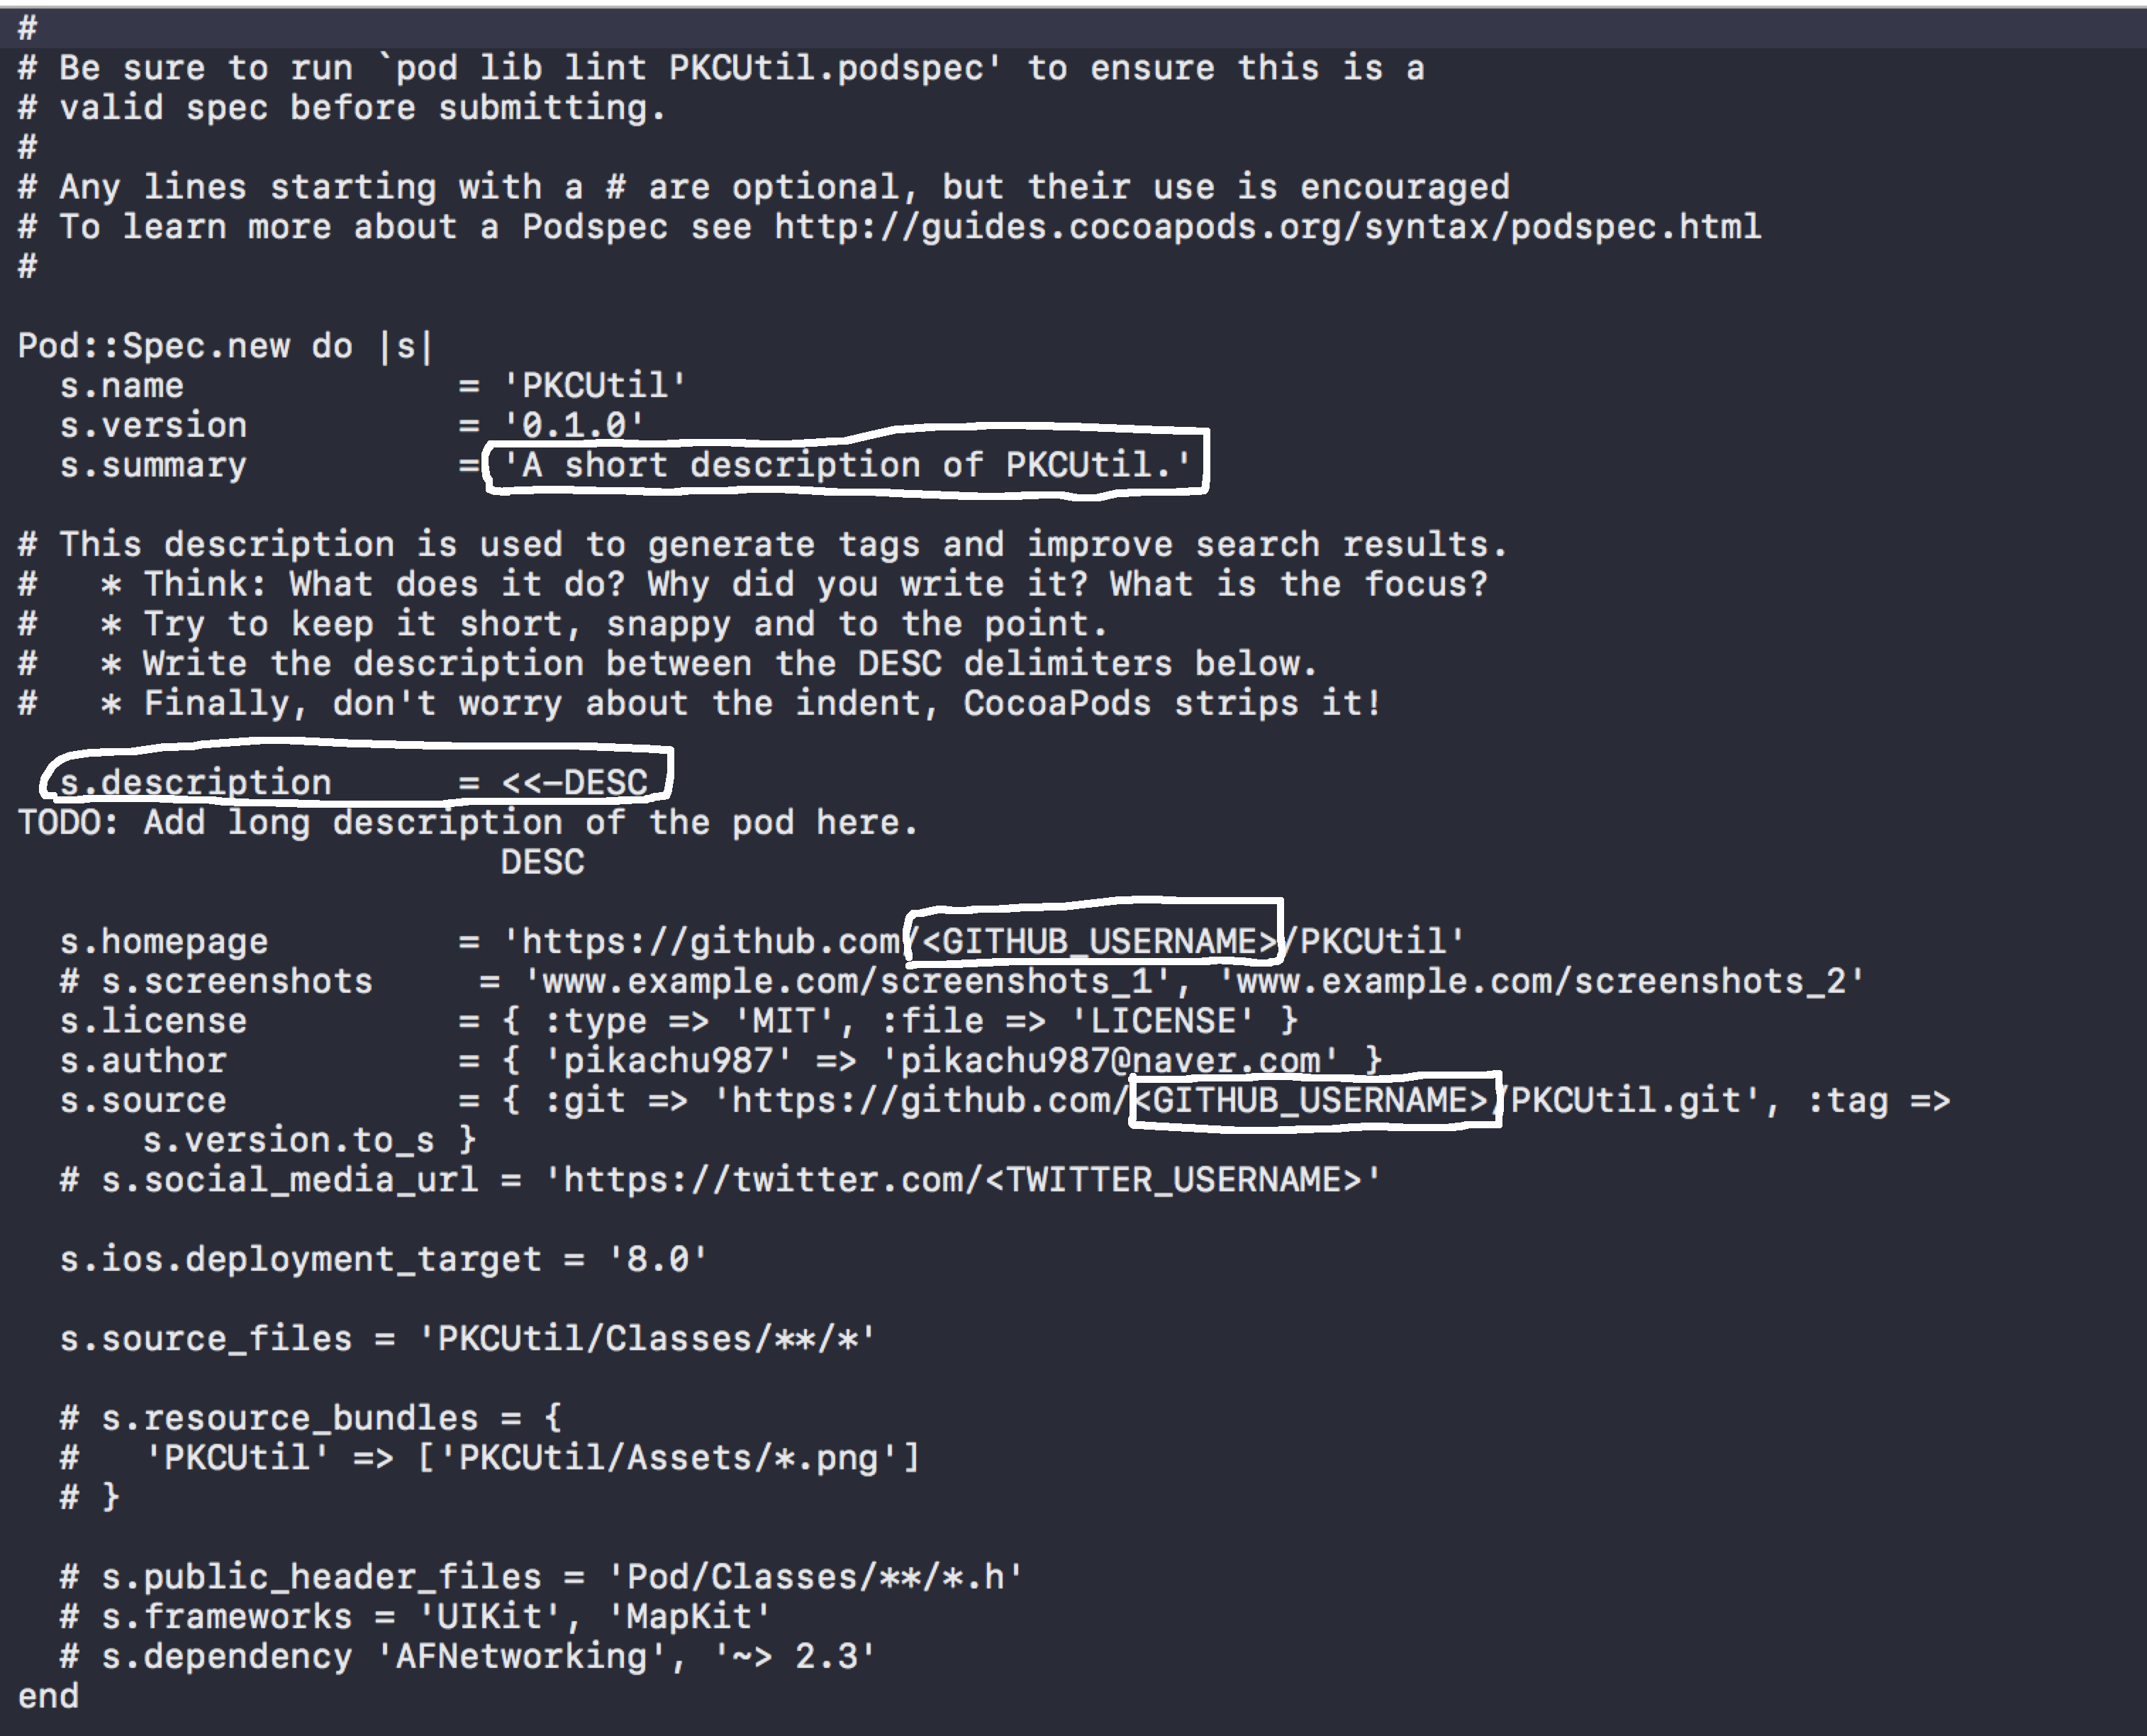 #
# Be sure to run `pod lib lint PKCUtil.podspec' to ensure this is a
# valid spec before submitting.
#
# Any lines starting with a # are optional, but their use is encouraged
# To learn more about a Podspec see http://guides.cocoapods.org/syntax/podspec.html
#

Pod::Spec.new do |s|
  s.name             = 'PKCUtil'
  s.version          = '0.1.0'
  s.summary          = 'A short description of PKCUtil.'

# This description is used to generate tags and improve search results.
#   * Think: What does it do? Why did you write it? What is the focus?
#   * Try to keep it short, snappy and to the point.
#   * Write the description between the DESC delimiters below.
#   * Finally, don't worry about the indent, CocoaPods strips it!

  s.description      = <<-DESC
TODO: Add long description of the pod here.
                       DESC

  s.homepage         = 'https://github.com/<GITHUB_USERNAME>/PKCUtil'
  # s.screenshots     = 'www.example.com/screenshots_1', 'www.example.com/screenshots_2'
  s.license          = { :type => 'MIT', :file => 'LICENSE' }
  s.author           = { 'pikachu987' => 'pikachu987@naver.com' }
  s.source           = { :git => 'https://github.com/<GITHUB_USERNAME>/PKCUtil.git', :tag =>
      s.version.to_s }
  # s.social_media_url = 'https://twitter.com/<TWITTER_USERNAME>'

  s.ios.deployment_target = '8.0'

  s.source_files = 'PKCUtil/Classes/**/*'

  # s.resource_bundles = {
  #   'PKCUtil' => ['PKCUtil/Assets/*.png']
  # }

  # s.public_header_files = 'Pod/Classes/**/*.h'
  # s.frameworks = 'UIKit', 'MapKit'
  # s.dependency 'AFNetworking', '~> 2.3'
end